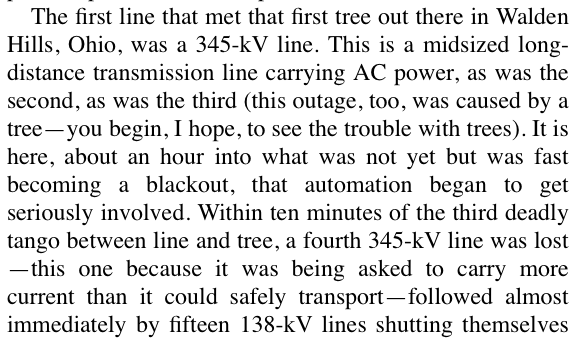 The first line that met that first tree out there in Walden
Hills, Ohio, was a 345-kV line. This is a midsized long-
distance transmission line carrying AC power, as was the
second, as was the third (this outage, too, was caused by a
tree—you begin, I hope, to see the trouble with trees). It is
here, about an hour into what was not yet but was fast
becoming a blackout, that automation began to get
seriously involved. Within ten minutes of the third deadly
tango between line and tree, a fourth 345-kV line was lost
—this one because it was being asked to carry more
current than it could safely transport—followed almost
immediately by fifteen 138-kV lines shutting themselves